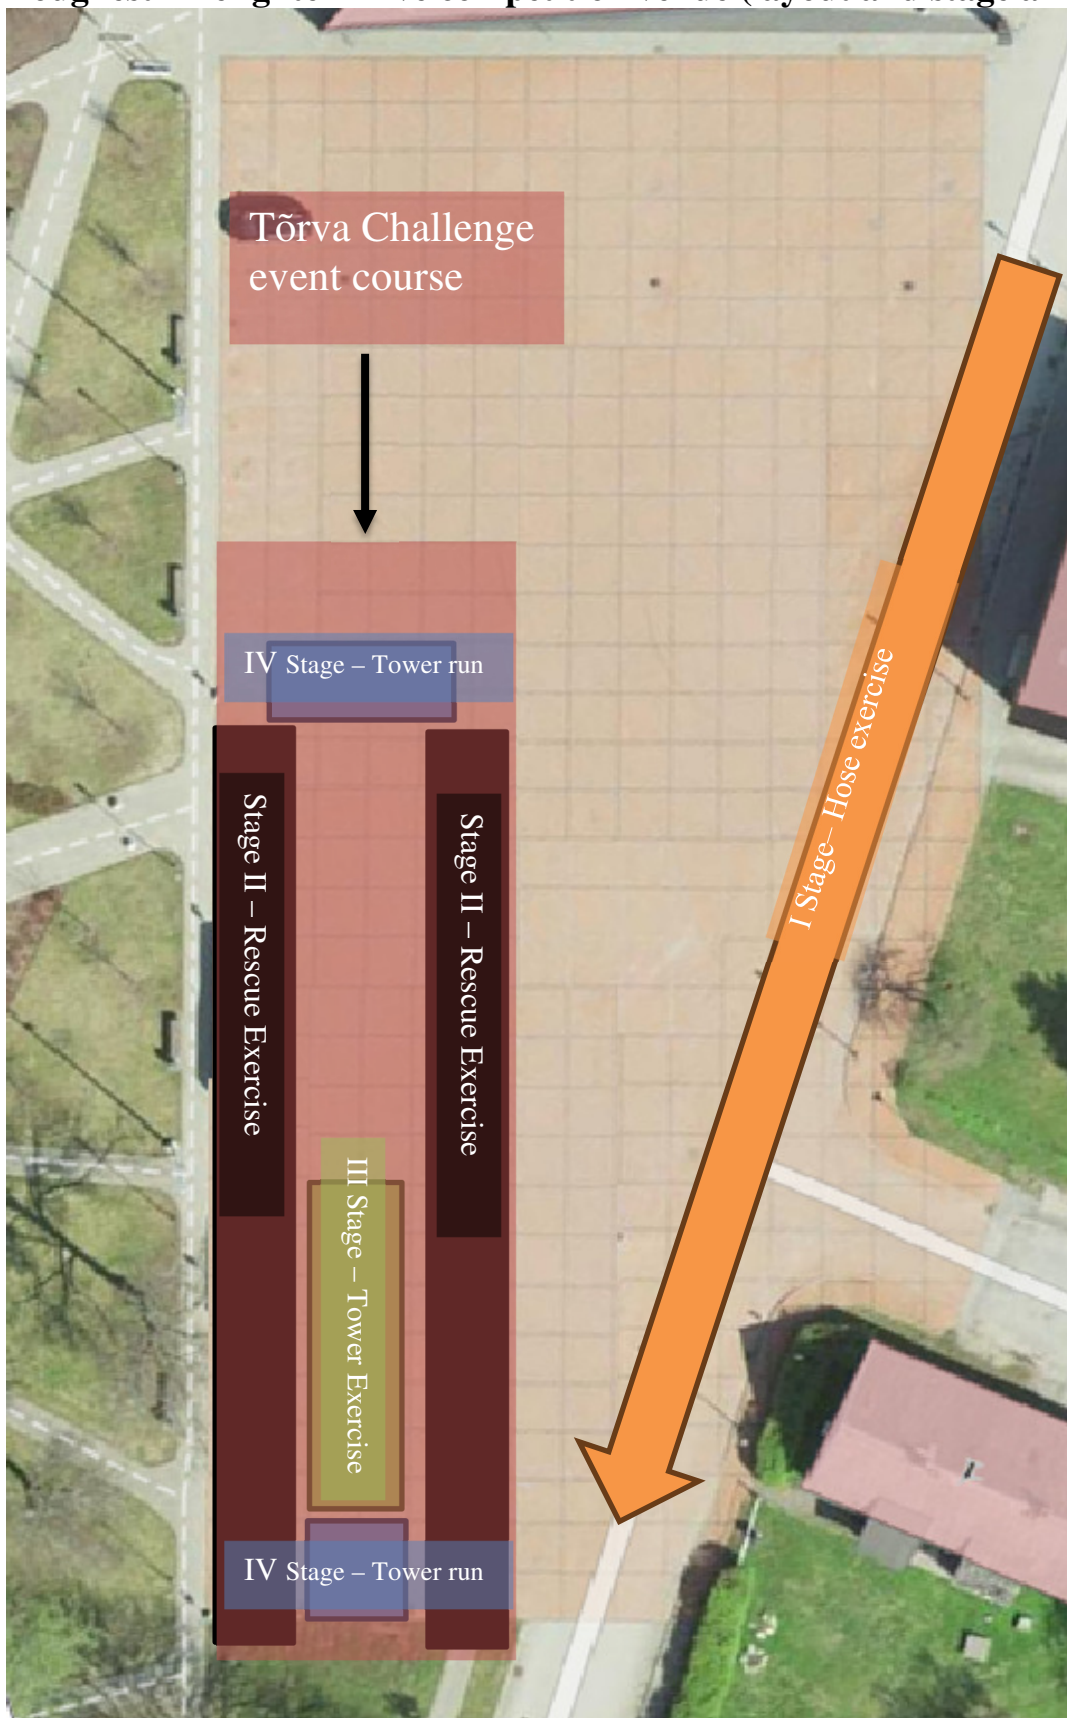 Tõrva Challenge
event course
IV Stage – Tower run
Stage II – Rescue Exercise
Stage II – Rescue Exercise
I Stage– Hose exercise
III Stage – Tower Exercise
IV Stage – Tower run